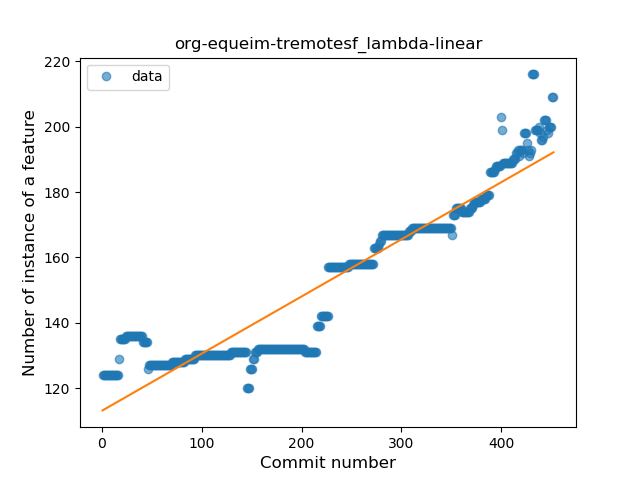 org-equeim-tremotesf_lambda-linear
data
Number of instance of a feature
220
200
180
160
140
120
0 100 200 300 400
Commit number